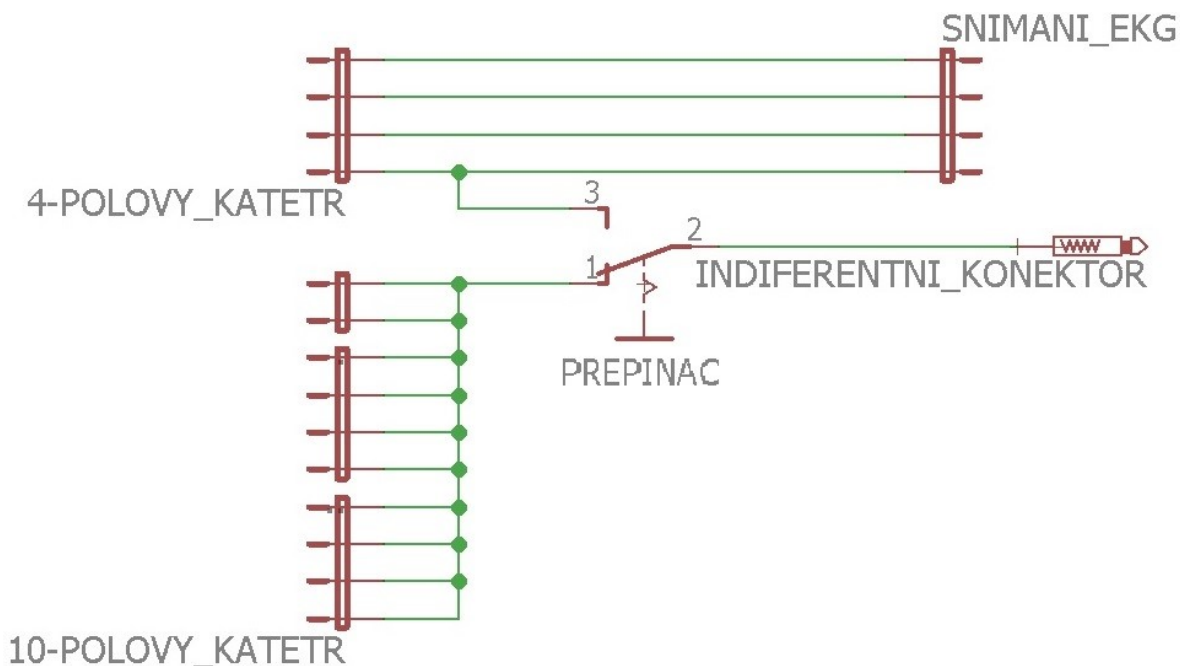 SNIMANI_EKG
4-POLOVY_KATETR
3
2
1
INDIFERENTNI_KONEKTOR
PREPINAC
10-POLOVY_KATETR